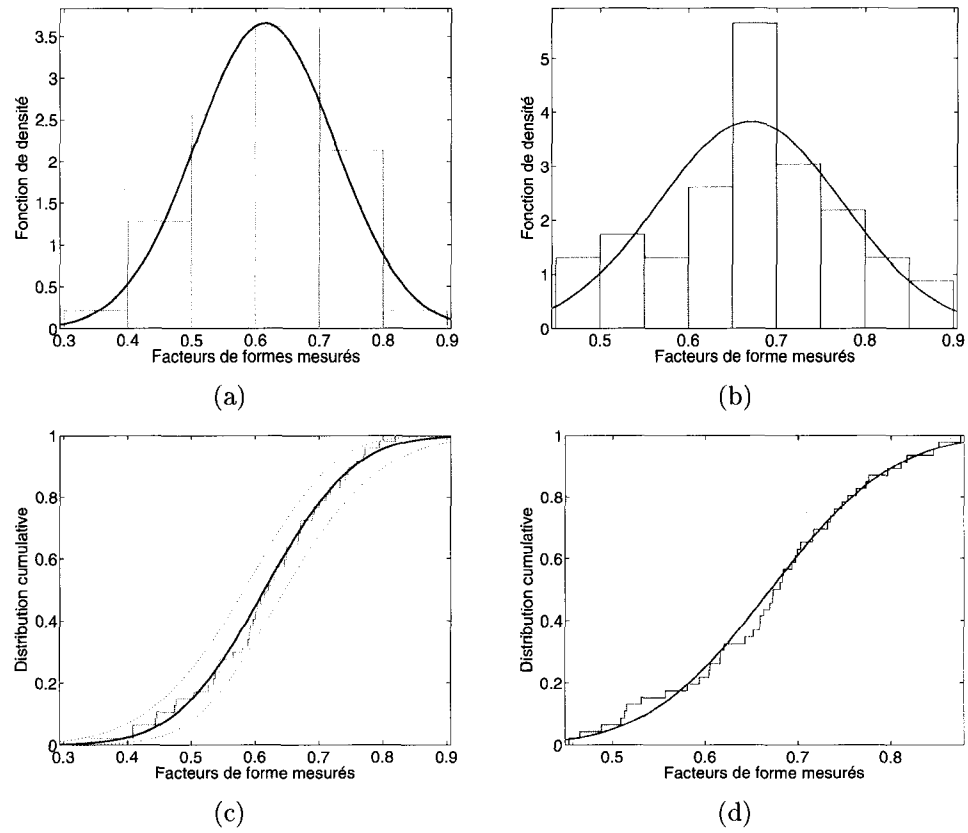 3.5
3
2.5
2
1.5
1
0.5
0
Fonction de densité
0.3 0.4 0.5 0.6 0.7 0.8 0.9
Facteurs de formes mesurés
(a)
5
4
3
2
1
0
Fonction de densité
0.5 0.6 0.7 0.8 0.9
Facteurs de forme mesurés
(b)
1
0.8
0.6
0.4
0.2
0
Distribution cumulative
0.3 0.4 0.5 0.6 0.7 0.8 0.9
Facteurs de forme mesurés
(c)
1
0.8
0.6
0.4
0.2
0
Distribution cumulative
0.5 0.6 0.7 0.8
Facteurs de forme mesurés
(d)